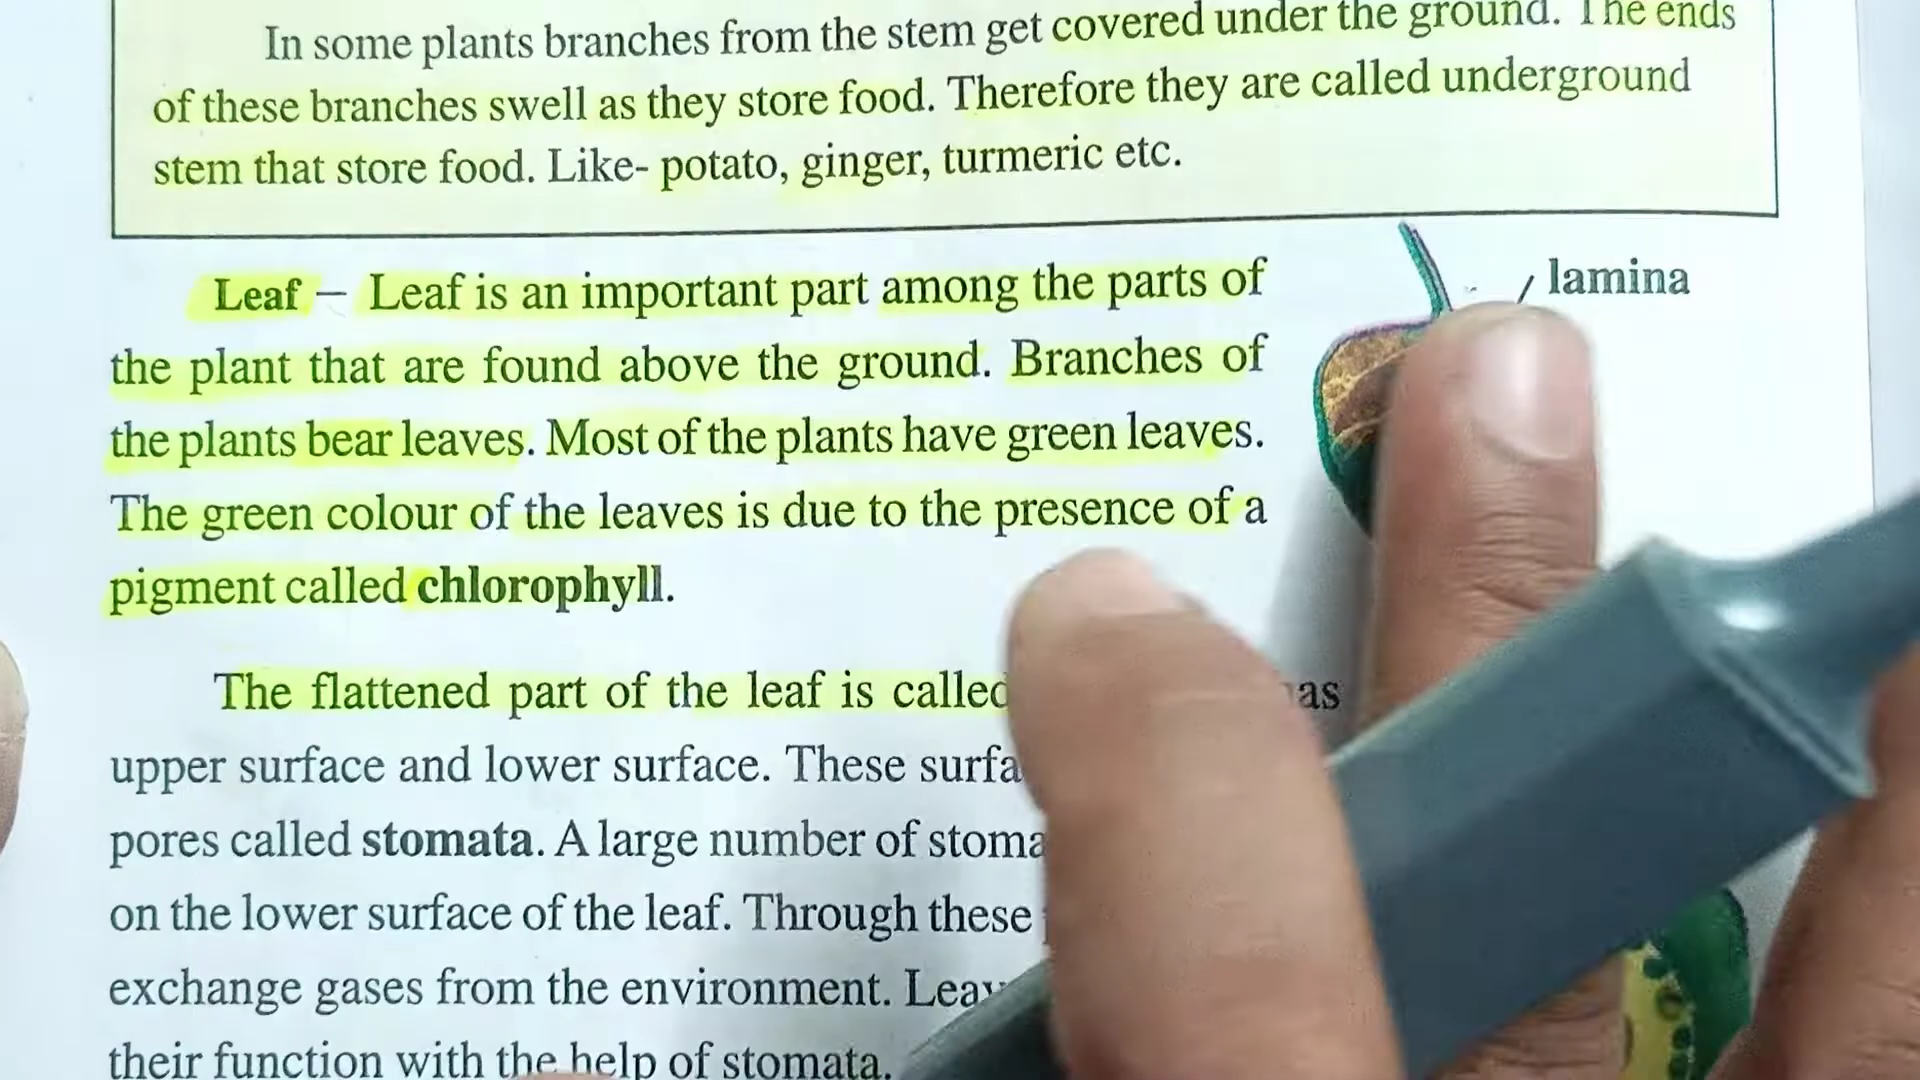 In some plants branches from the stem get covered under the ground. The ends
of these branches swell as they store food. Therefore they are called underground
stem that store food. Like- potato, ginger, turmeric etc.
lamina
Leaf – Leaf is an important part among the parts of
the plant that are found above the ground. Branches of
the plants bear leaves. Most of the plants have green leaves.
The green colour of the leaves is due to the presence of a
pigment called chlorophyll.
The flattened part of the leaf is called
upper surface and lower surface. These
pores called stomata. A large number of
on the lower surface of the leaf. Through these
exchange gases from the environment.
their function with the help of stomata.